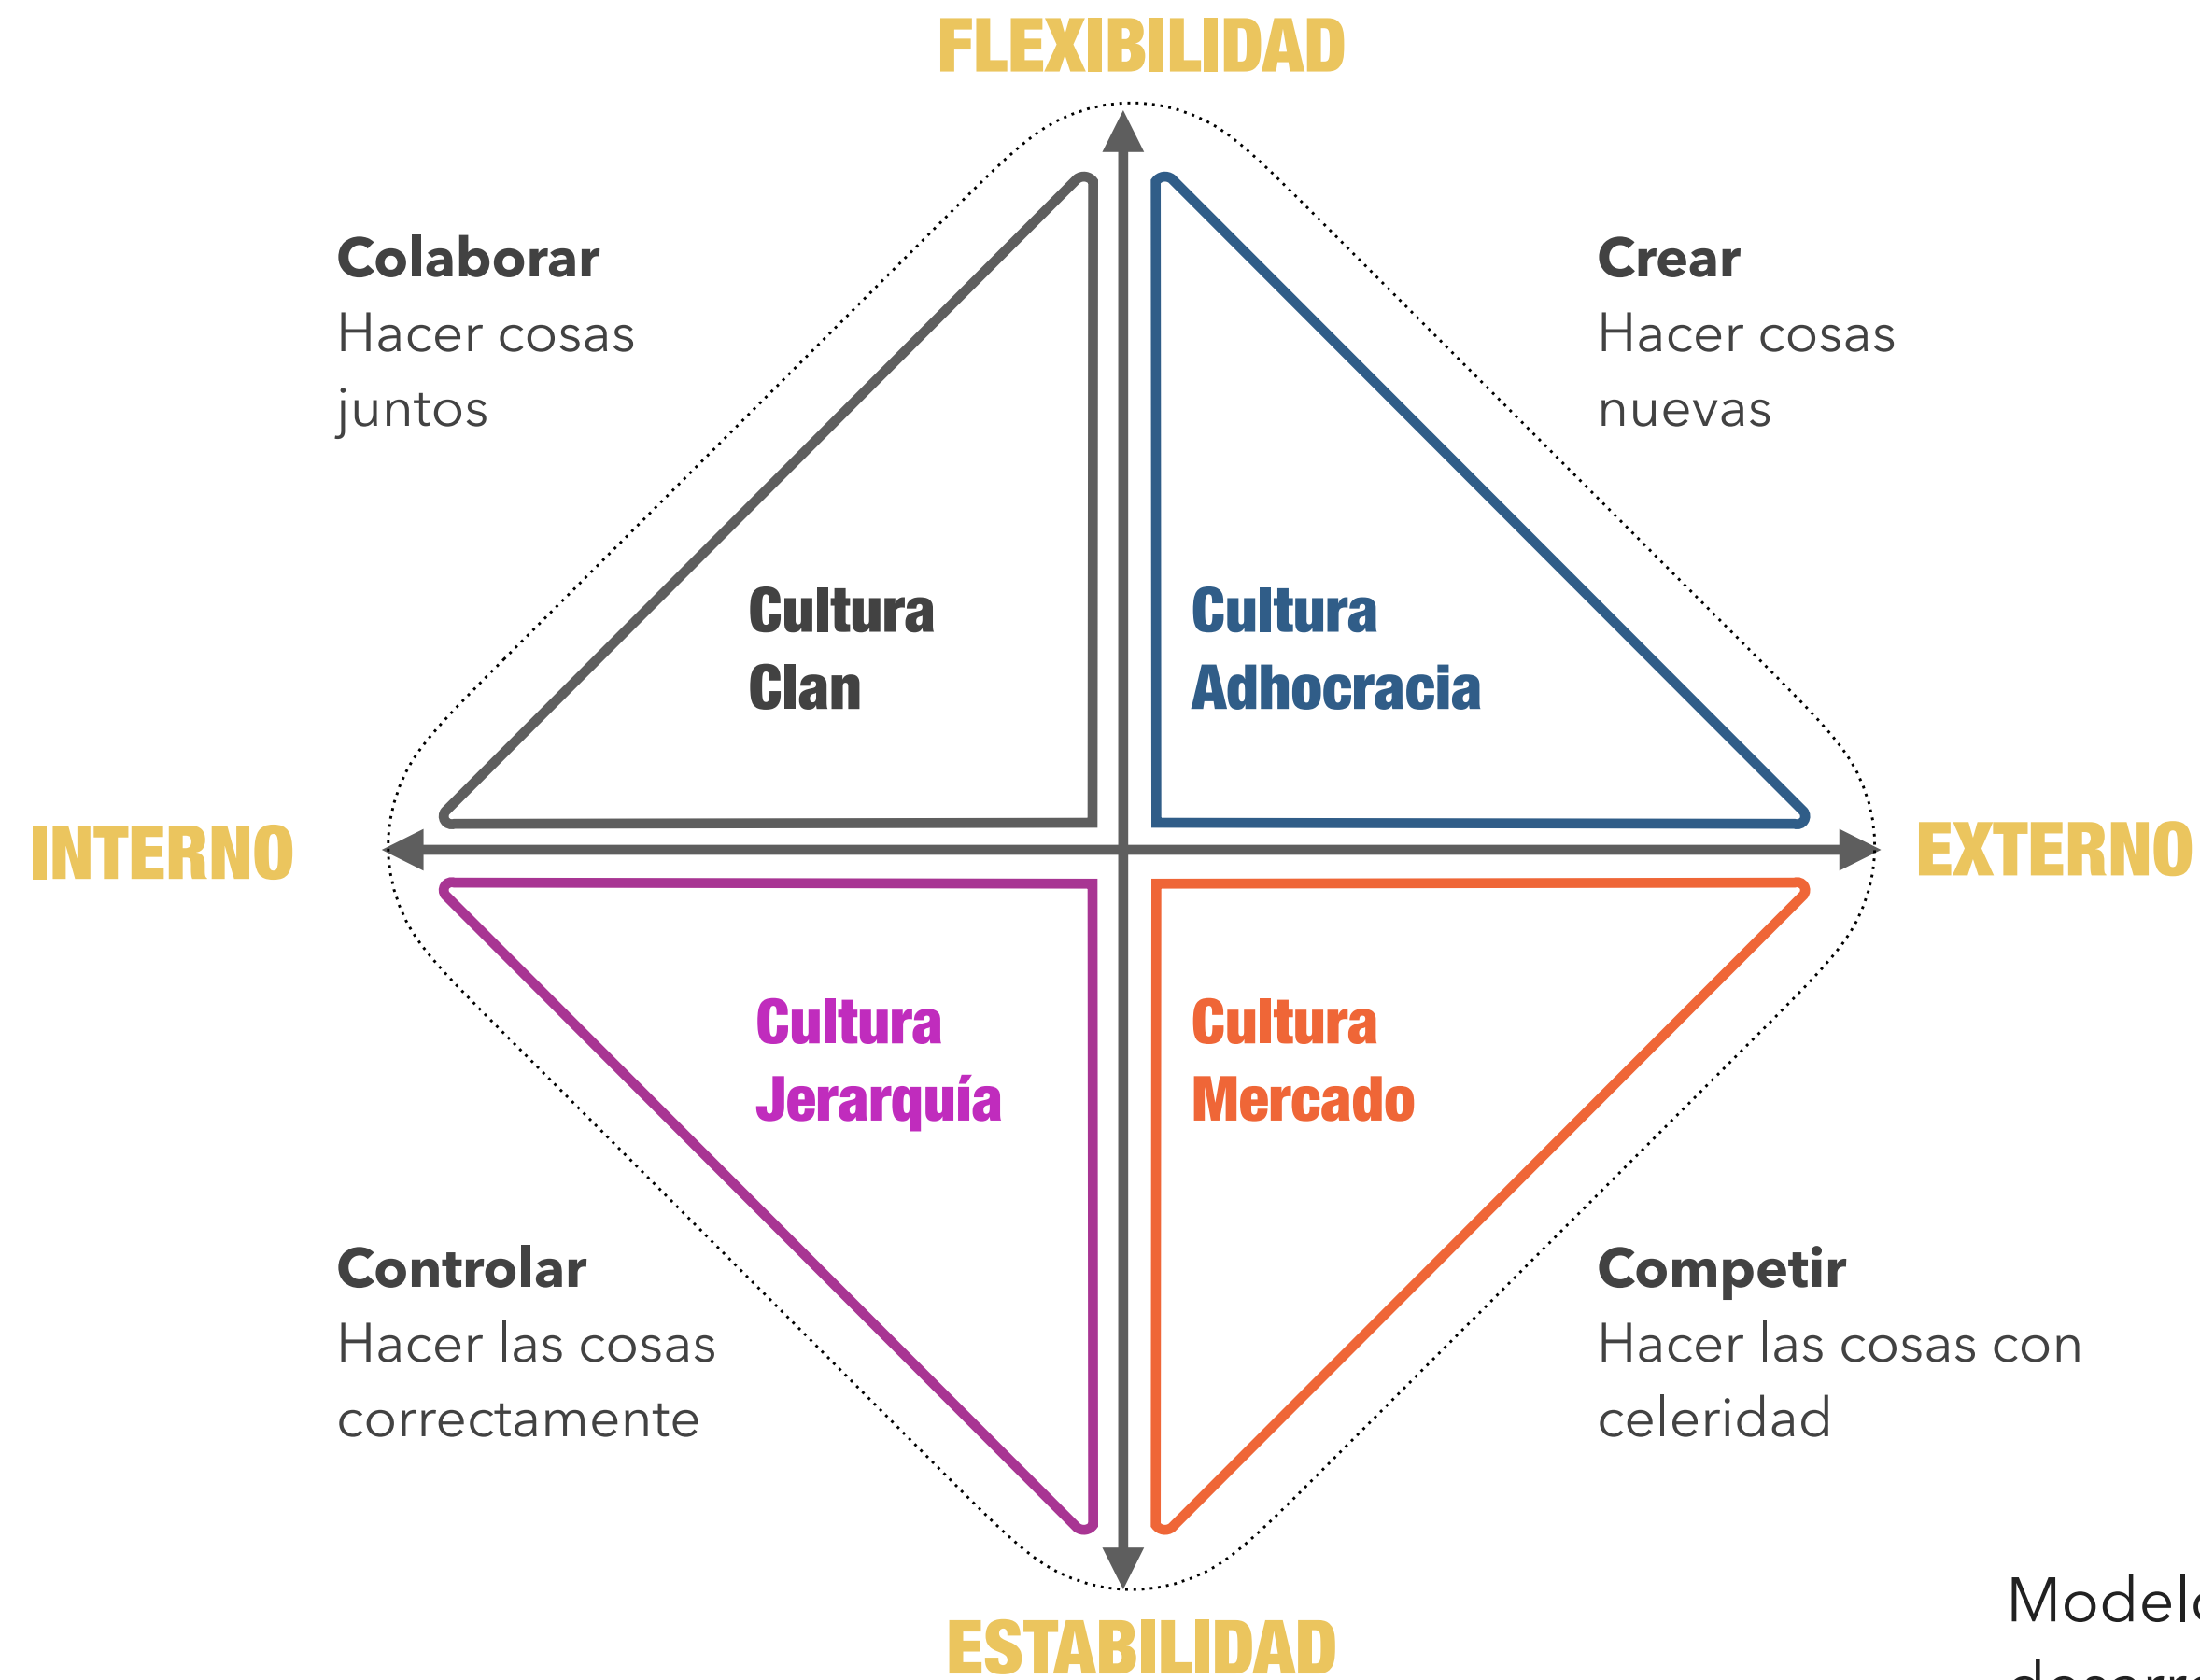 FLEXIBILIDAD
Colaborar
Hacer cosas
juntos
Crear
Hacer cosas
nuevas
Cultura
Clan
Cultura
Adhocracia
INTERNO
EXTERNO
Cultura
Jerarquía
Cultura
Mercado
Controlar
Hacer las cosas
correctamente
Competir
Hacer las cosas con
celeridad
ESTABILIDAD